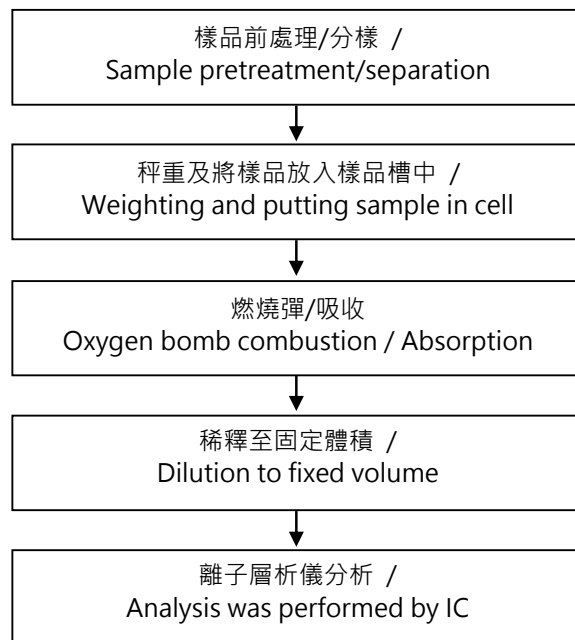 樣品前處理/分樣 /
Sample pretreatment/separation
秤重及將樣品放入樣品槽中 /
Weighting and putting sample in cell
燃燒彈/吸收
Oxygen bomb combustion / Absorption
稀釋至固定體積 /
Dilution to fixed volume
離子層析儀分析 /
Analysis was performed by IC